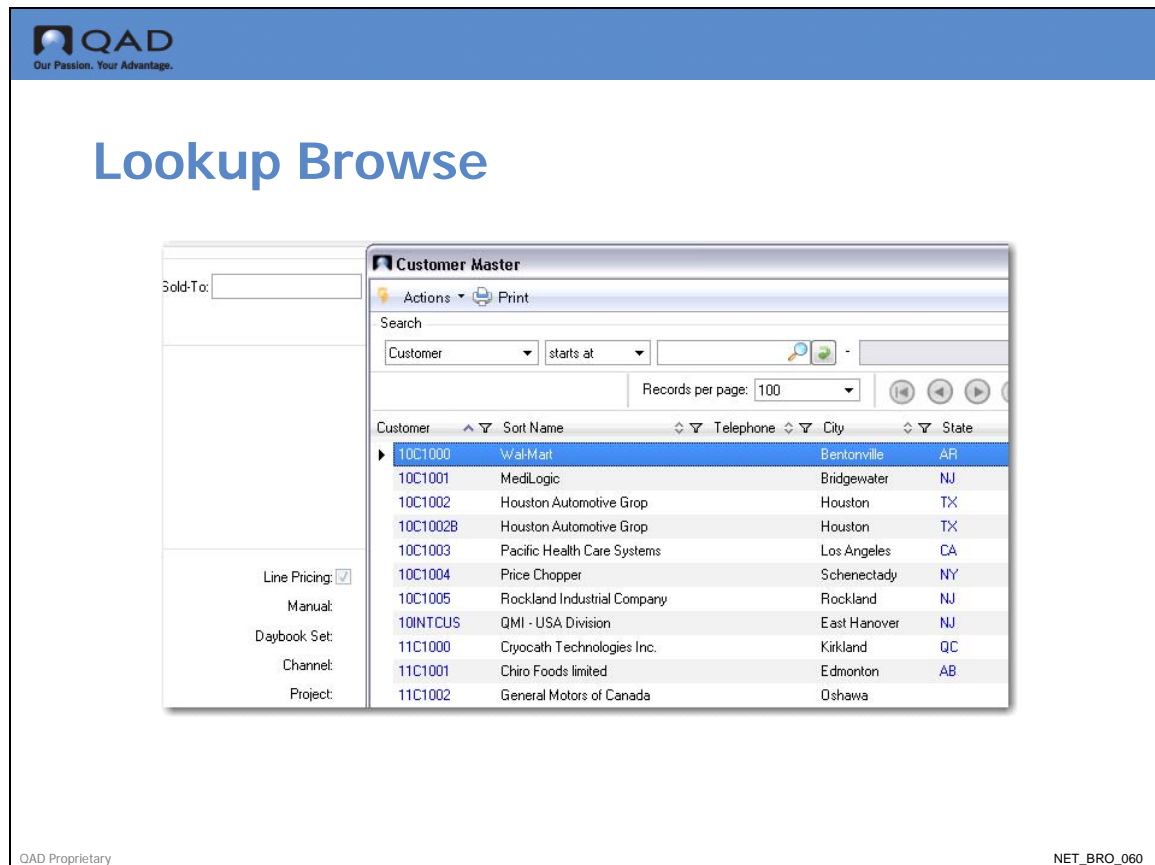 QAD
Our Passion. Your Advantage.
Lookup Browse
Sold-To:
Customer Master
Actions Print
Search
Customer starts at -
Records per page: 100
Customer Sort Name Telephone City State
10C1000 Wal-Mart Bentonville AR
10C1001 MediLogic Bridgewater NJ
10C1002 Houston Automotive Grop Houston TX
10C1002B Houston Automotive Grop Houston TX
10C1003 Pacific Health Care Systems Los Angeles CA
10C1004 Price Chopper Schenectady NY
10C1005 Rockland Industrial Company Rockland NJ
10INTCUS QMI - USA Division East Hanover NJ
11C1000 Cryocath Technologies Inc. Kirkland QC
11C1001 Chiro Foods limited Edmonton AB
11C1002 General Motors of Canada Oshawa
Line Pricing:
Manual:
Daybook Set:
Channel:
Project:
QAD Proprietary
NET_BRO_060